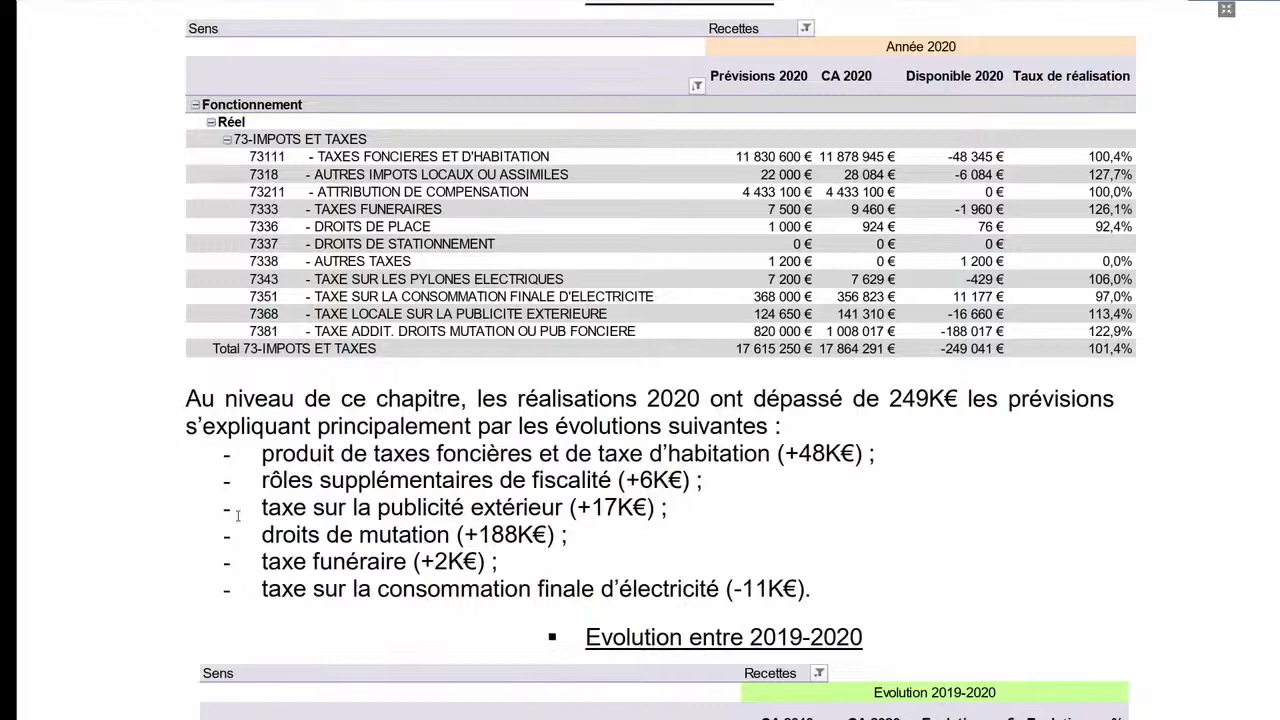 Sens Recettes
Année 2020
Prévisions 2020 CA 2020 Disponible 2020 Taux de réalisation
Fonctionnement
Réel
73-IMPOTS ET TAXES
73111 - TAXES FONCIERES ET D'HABITATION 11 830 600 € 11 878 945 € -48 345 € 100,4%
7318 - AUTRES IMPOTS LOCAUX OU ASSIMILES 22 000 € 28 084 € -6 084 € 127,7%
73211 - ATTRIBUTION DE COMPENSATION 4 433 100 € 4 433 100 € 0 € 100,0%
7333 - TAXES FUNERAIRES 7 500 € 9 460 € -1 960 € 126,1%
7336 - DROITS DE PLACE 1 000 € 924 € 76 € 92,4%
7337 - DROITS DE STATIONNEMENT 0 € 0 € 0 €
7338 - AUTRES TAXES 1 200 € 0 € 1 200 € 0,0%
7343 - TAXE SUR LES PYLONES ELECTRIQUES 7 200 € 7 629 € -429 € 106,0%
7351 - TAXE SUR LA CONSOMMATION FINALE D'ELECTRICITE 368 000 € 356 823 € 11 177 € 97,0%
7368 - TAXE LOCALE SUR LA PUBLICITE EXTERIEURE 124 650 € 141 310 € -16 660 € 113,4%
7381 - TAXE ADDIT. DROITS MUTATION OU PUB FONCIERE 820 000 € 1 008 017 € -188 017 € 122,9%
Total 73-IMPOTS ET TAXES 17 615 250 € 17 864 291 € -249 041 € 101,4%
Au niveau de ce chapitre, les réalisations 2020 ont dépassé de 249K€ les prévisions
s'expliquant principalement par les évolutions suivantes :
- produit de taxes foncières et de taxe d'habitation (+48K€) ;
- rôles supplémentaires de fiscalité (+6K€) ;
- taxe sur la publicité extérieur (+17K€) ;
- droits de mutation (+188K€) ;
- taxe funéraire (+2K€) ;
- taxe sur la consommation finale d'électricité (-11K€).
▪ Evolution entre 2019-2020
Sens Recettes
Evolution 2019-2020